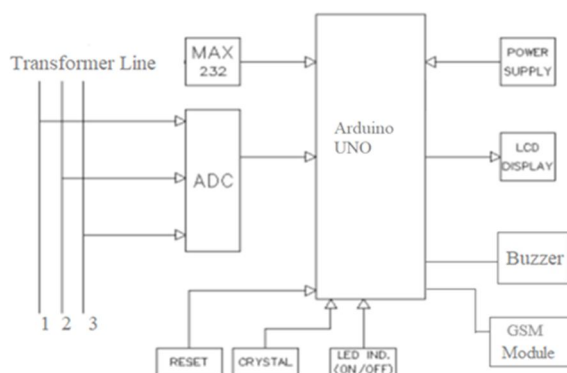 Transformer Line
MAX
232
POWER
SUPPLY
Arduino
UNO
ADC
LCD
DISPLAY
Buzzer
1 2 3
GSM
Module
RESET
CRYSTAL
LED IND.
(ON/OFF)